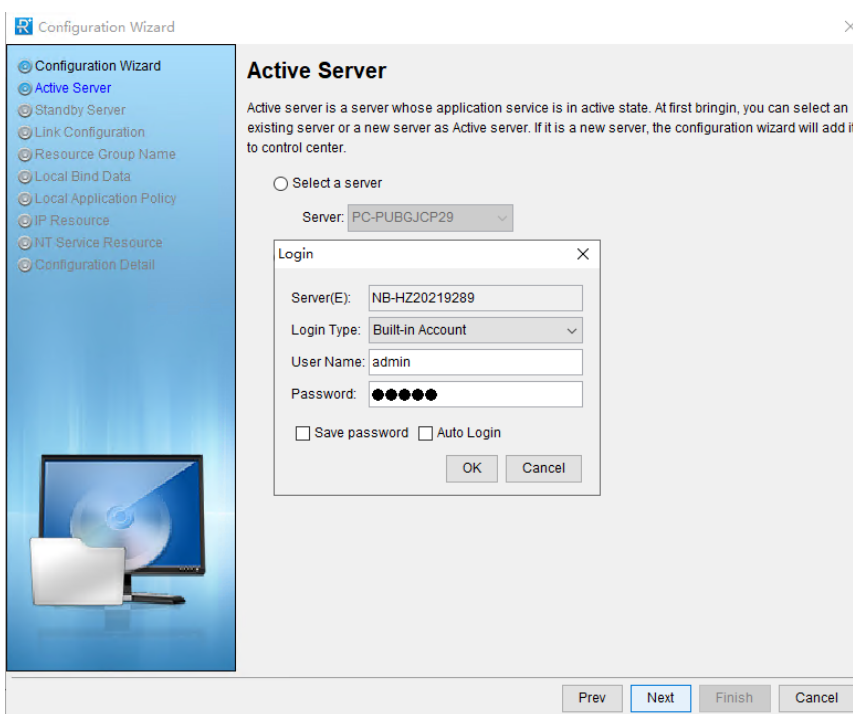 Configuration Wizard
Configuration Wizard
Active Server
Standby Server
Link Configuration
Resource Group Name
Local Bind Data
Local Application Policy
IP Resource
NT Service Resource
Configuration Detail
Active Server
Active server is a server whose application service is in active state. At first bringin, you can select an
existing server or a new server as Active server. If it is a new server, the configuration wizard will add it
to control center.
Select a server
Server: PC-PUBGJCP29
Login
Server(E): NB-HZ20219289
Login Type: Built-in Account
User Name: admin
Password: ●●●●●
Save password Auto Login
OK Cancel
Prev Next Finish Cancel